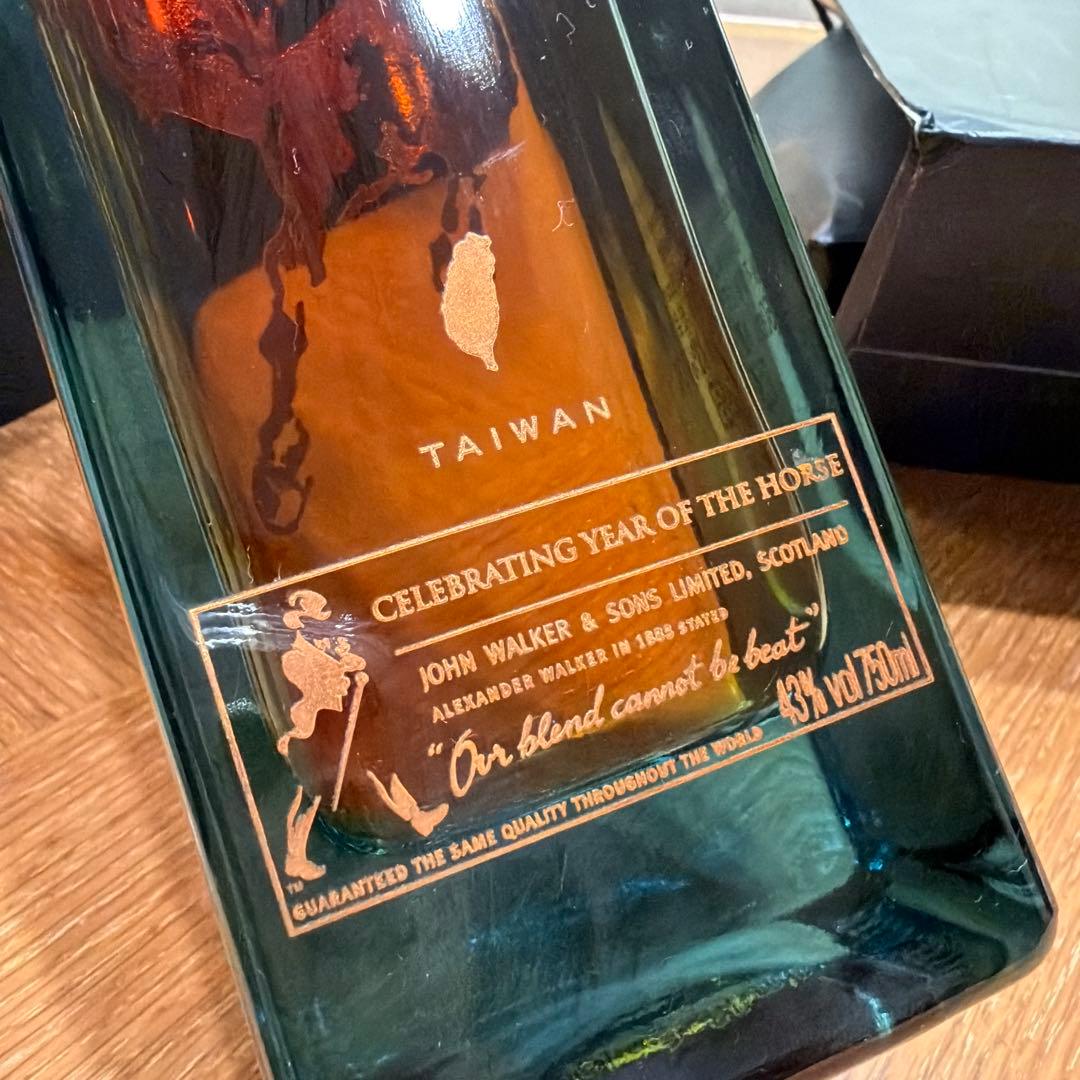 TAIWAN
CELEBRATING YEAR OF THE HORSE
JOHN WALKER & SONS LIMITED, SCOTLAND
ALEXANDER WALKER IN 1888 STAYED
“Our blend cannot be beat”
43% vol 750ml
TM
GUARANTEED THE SAME QUALITY THROUGHOUT THE WORLD